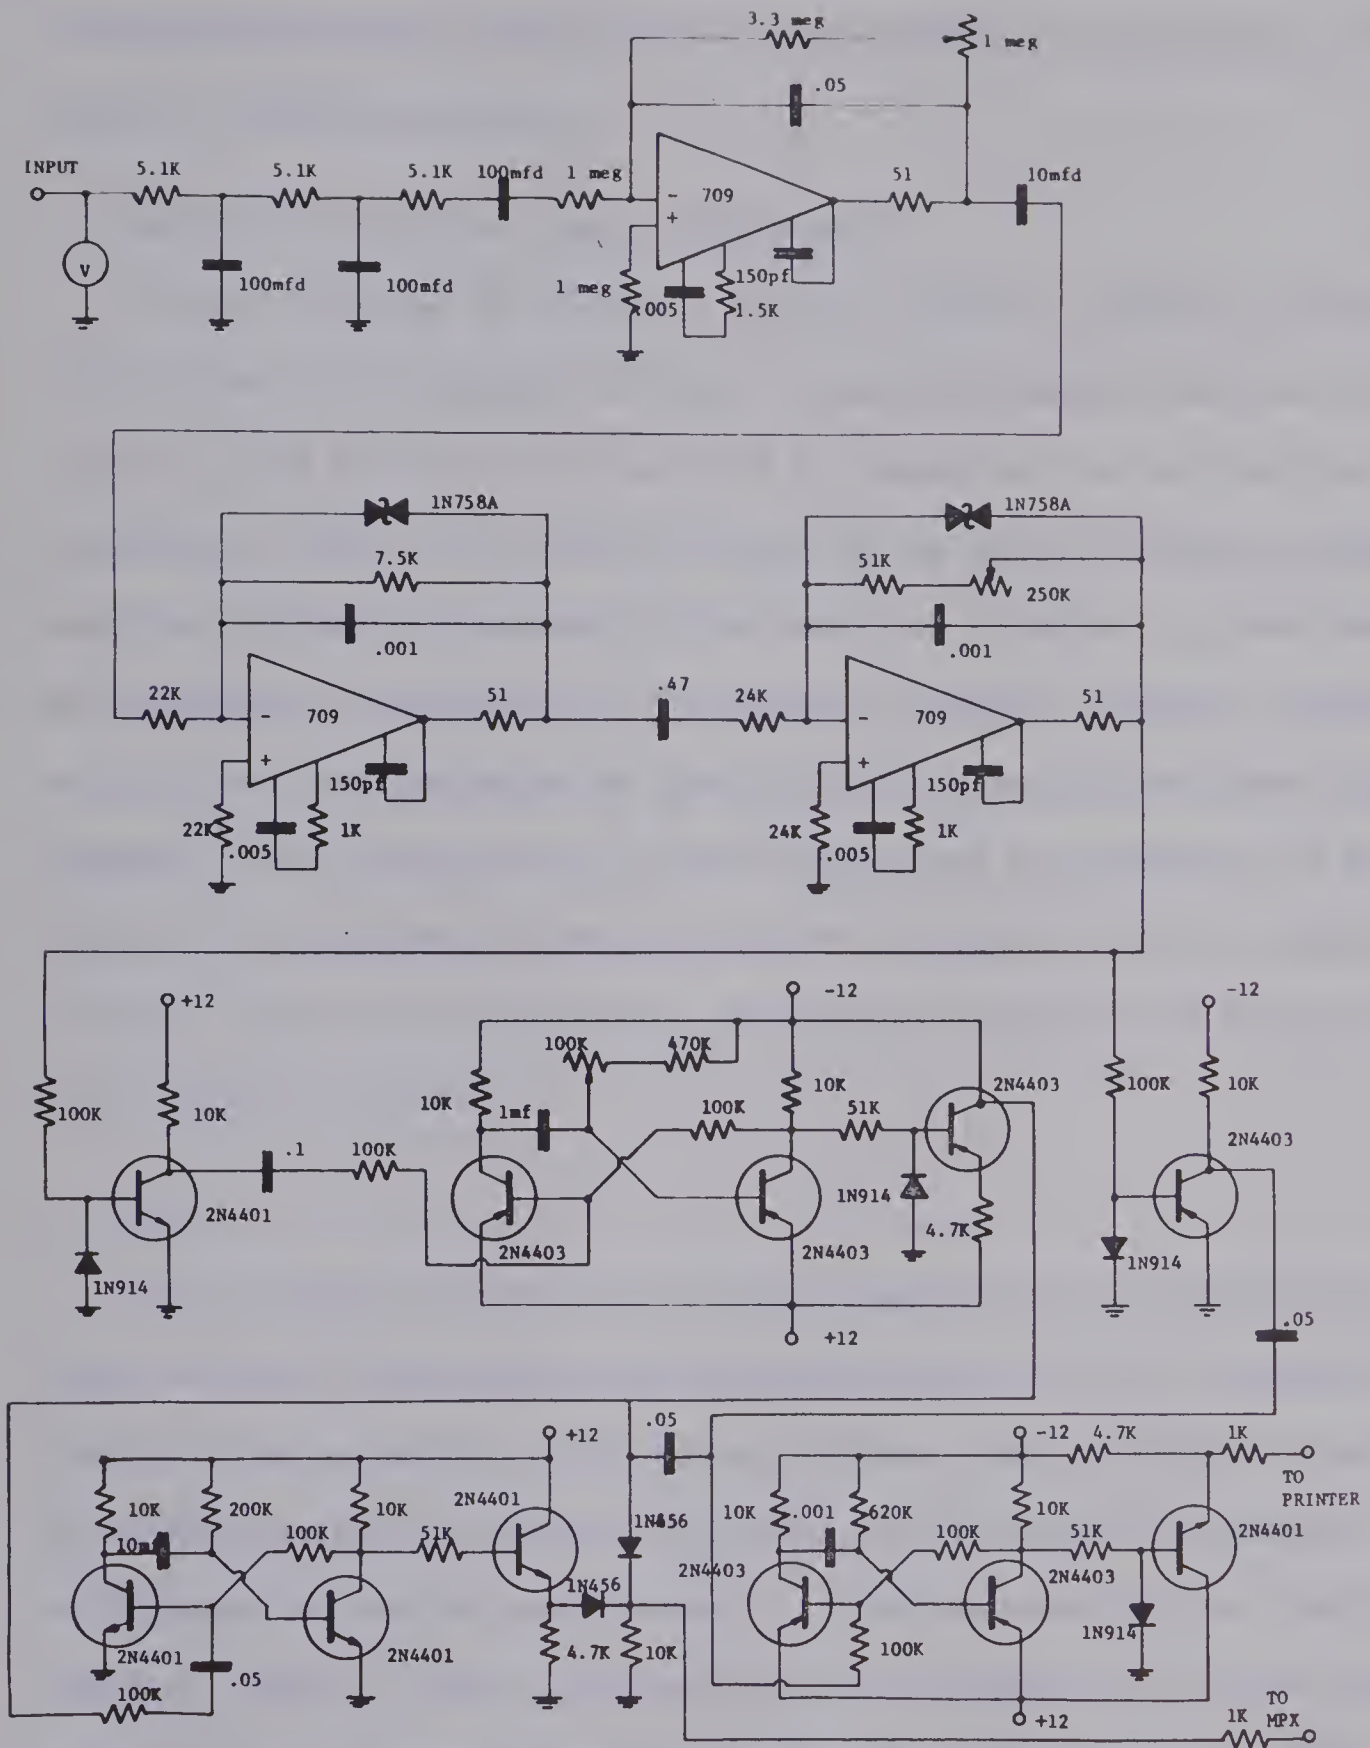 3.3 meg
1 meg
.05
INPUT
5.1K
5.1K
5.1K
100mfd
1 meg
51
10mfd
-
709
+
V
100mfd
100mfd
1 meg
.005
150pf
1.5K
1N758A
1N758A
7.5K
51K
250K
.001
.001
22K
-
709
51
.47
24K
-
709
51
+
+
150pf
150pf
22K
.005
1K
24K
.005
1K
+12
-12
-12
100K
470K
100K
10K
10K
1mf
100K
10K
51K
2N4403
100K
10K
2N4403
.1
100K
2N4401
1N914
2N4403
2N4403
1N914
4.7K
1N914
+12
.05
+12
.05
-12
4.7K
1K
TO
PRINTER
10K
200K
10K
2N4401
1N456
10K
.001
620K
10K
10mf
100K
51K
100K
51K
2N4401
2N4403
2N4403
1N456
2N4401
2N4401
4.7K
10K
100K
1N914
.05
100K
+12
1K
TO
MPX